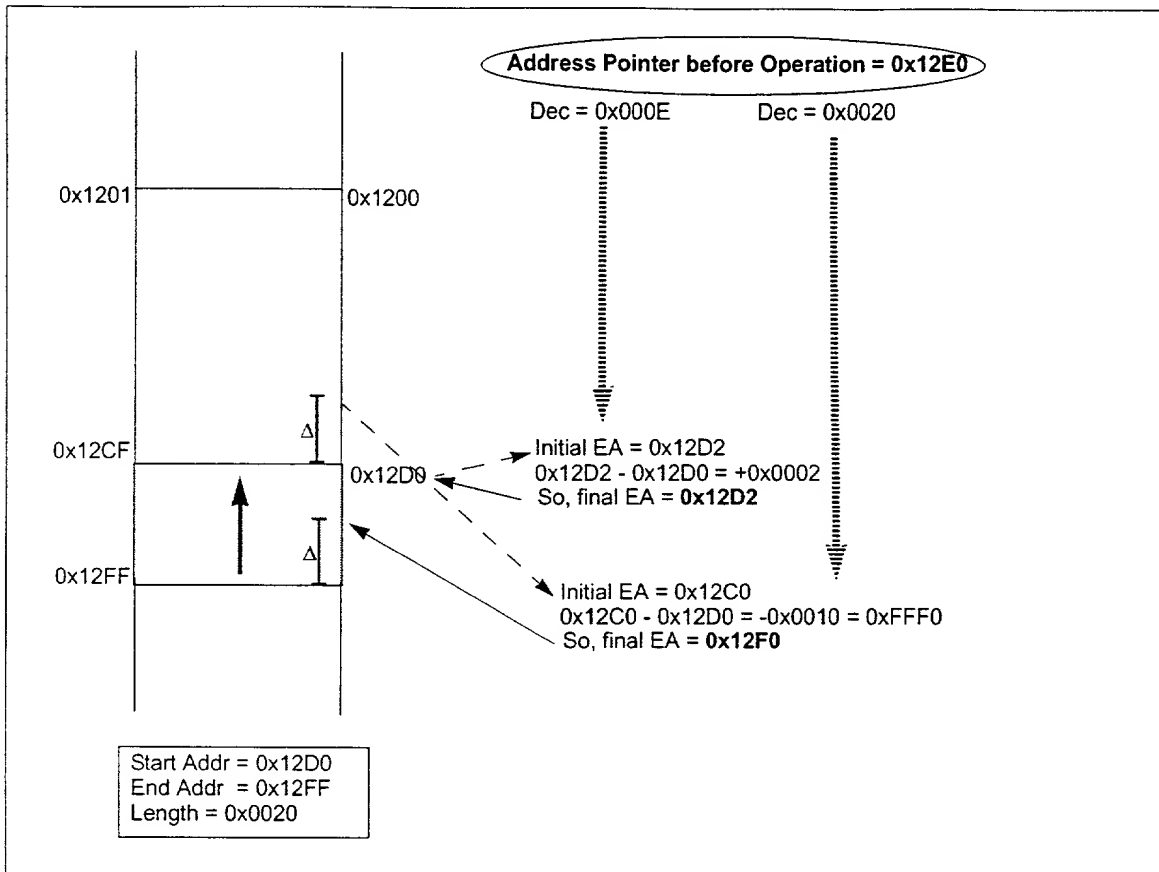 Address Pointer before Operation = 0x12E0
Dec = 0x000E
Dec = 0x0020
0x1201
0x1200
Δ
0x12CF
0x12D0
Initial EA = 0x12D2
0x12D2 - 0x12D0 = +0x0002
So, final EA = 0x12D2
Δ
0x12FF
Initial EA = 0x12C0
0x12C0 - 0x12D0 = -0x0010 = 0xFFF0
So, final EA = 0x12F0
Start Addr = 0x12D0
End Addr = 0x12FF
Length = 0x0020